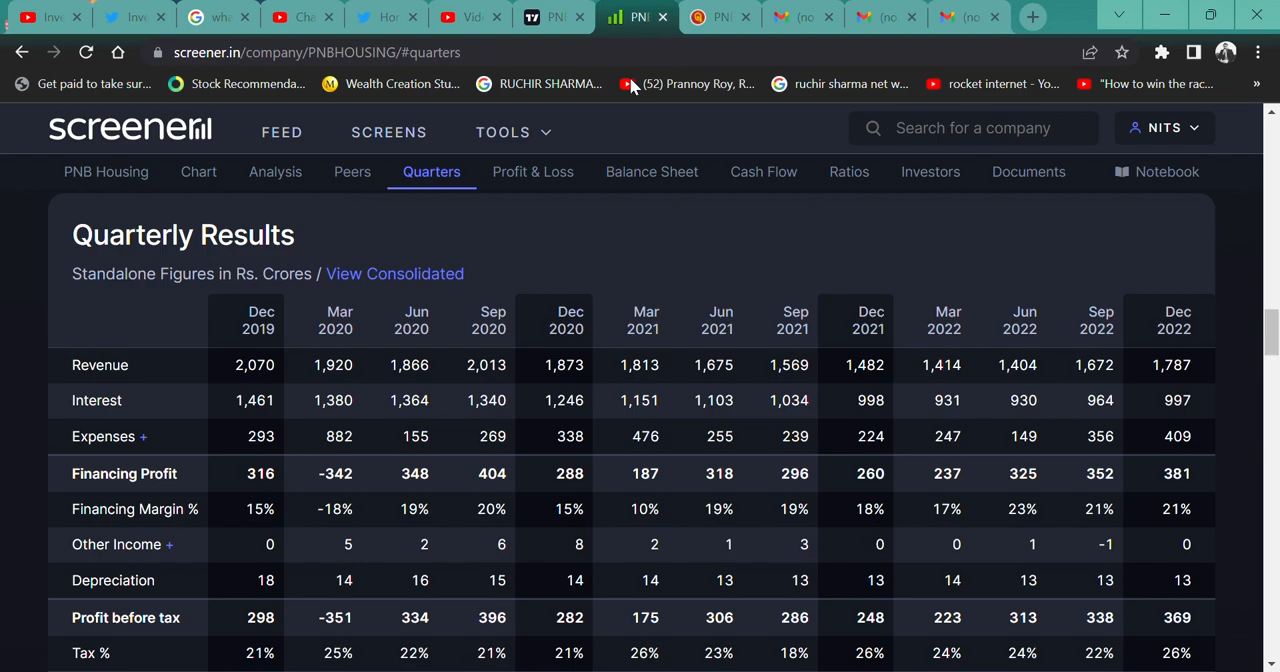 Inve
Inve
wha
Cha
Hor
Vid
PNI
PNI
PNI
(no
(no
(no
screener.in/company/PNBHOUSING/#quarters
Get paid to take sur... Stock Recommenda... Wealth Creation Stu... RUCHIR SHARMA... (52) Prannoy Roy, R... ruchir sharma net w... rocket internet - Yo... "How to win the rac... »
screener FEED SCREENS TOOLS Search for a company NITS
PNB Housing Chart Analysis Peers Quarters Profit & Loss Balance Sheet Cash Flow Ratios Investors Documents Notebook
Quarterly Results
Standalone Figures in Rs. Crores / View Consolidated
Dec Mar Jun Sep Dec Mar Jun Sep Dec Mar Jun Sep Dec
2019 2020 2020 2020 2020 2021 2021 2021 2021 2022 2022 2022 2022
Revenue 2,070 1,920 1,866 2,013 1,873 1,813 1,675 1,569 1,482 1,414 1,404 1,672 1,787
Interest 1,461 1,380 1,364 1,340 1,246 1,151 1,103 1,034 998 931 930 964 997
Expenses + 293 882 155 269 338 476 255 239 224 247 149 356 409
Financing Profit 316 -342 348 404 288 187 318 296 260 237 325 352 381
Financing Margin % 15% -18% 19% 20% 15% 10% 19% 19% 18% 17% 23% 21% 21%
Other Income + 0 5 2 6 8 2 1 3 0 0 1 -1 0
Depreciation 18 14 16 15 14 14 13 13 13 14 13 13 13
Profit before tax 298 -351 334 396 282 175 306 286 248 223 313 338 369
Tax % 21% 25% 22% 21% 21% 26% 23% 18% 26% 24% 24% 22% 26%